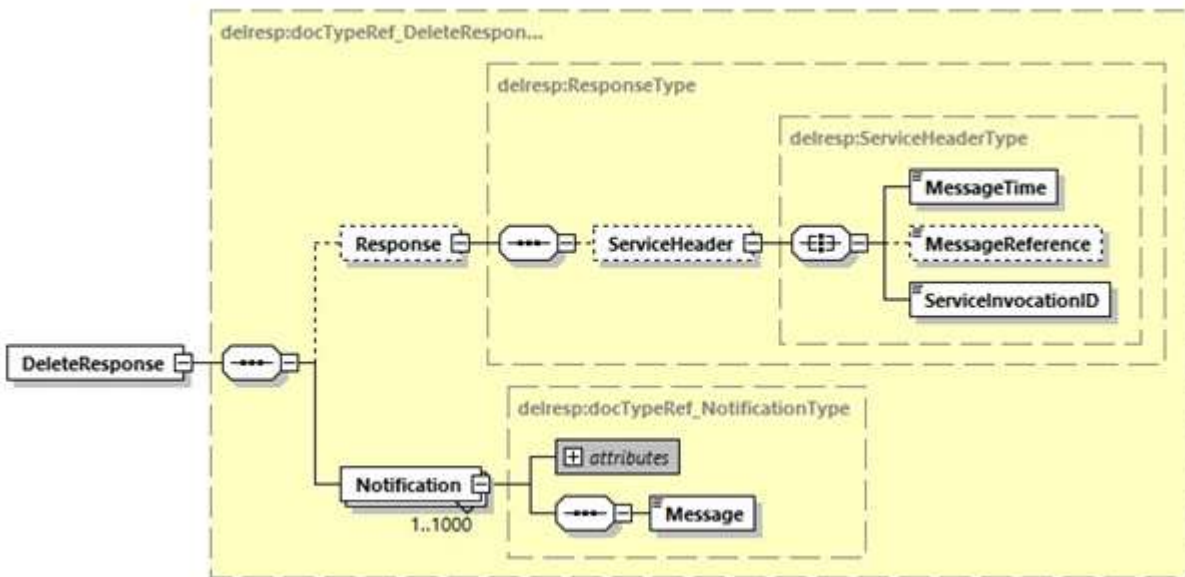 delresp:docTypeRef_DeleteRespon...
delresp:ResponseType
delresp:ServiceHeaderType
MessageTime
Response
ServiceHeader
MessageReference
ServiceInvocationID
DeleteResponse
delresp:docTypeRef_NotificationType
attributes
Notification
1..1000
Message